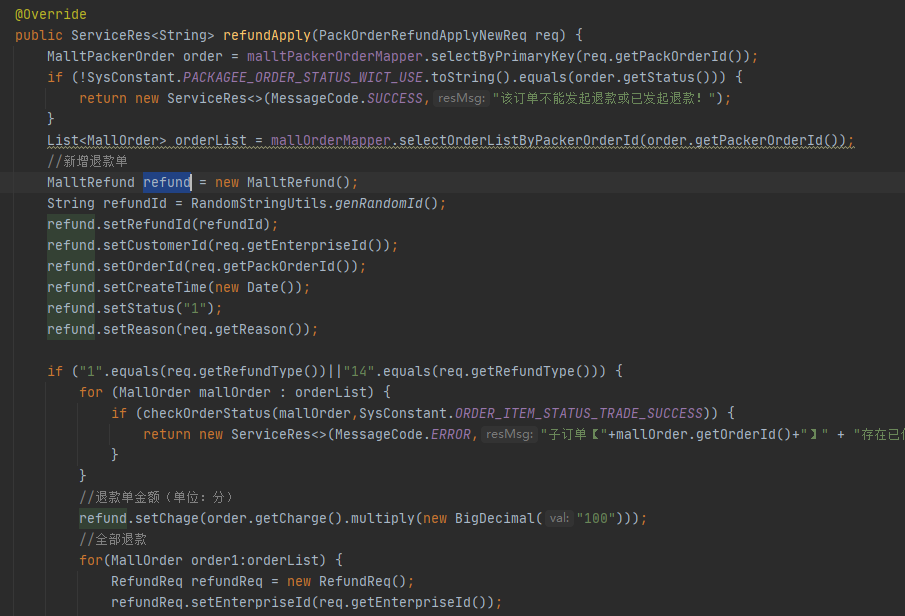 @Override
public ServiceRes<String> refundApply(PackOrderRefundApplyNewReq req) {
MalltPackerOrder order = malltPackerOrderMapper.selectByPrimaryKey(req.getPackOrderId());
if (!SysConstant.PACKAGEE_ORDER_STATUS_WICT_USE.toString().equals(order.getStatus())) {
return new ServiceRes<>(MessageCode.SUCCESS, resMsg: "该订单不能发起退款或已发起退款！");
}
List<MallOrder> orderList = mallOrderMapper.selectOrderListByPackerOrderId(order.getPackerOrderId());
//新增退款单
MalltRefund refund = new MalltRefund();
String refundId = RandomStringUtils.genRandomId();
refund.setRefundId(refundId);
refund.setCustomerId(req.getEnterpriseId());
refund.setOrderId(req.getPackOrderId());
refund.setCreateTime(new Date());
refund.setStatus("1");
refund.setReason(req.getReason());
if ("1".equals(req.getRefundType())||"14".equals(req.getRefundType())) {
for (MallOrder mallOrder : orderList) {
if (checkOrderStatus(mallOrder,SysConstant.ORDER_ITEM_STATUS_TRADE_SUCCESS)) {
return new ServiceRes<>(MessageCode.ERROR, resMsg: "子订单【"+mallOrder.getOrderId()+"】" + "存在已
}
}
//退款单金额（单位：分）
refund.setChage(order.getCharge().multiply(new BigDecimal( val: "100")));
//全部退款
for(MallOrder order1:orderList) {
RefundReq refundReq = new RefundReq();
refundReq.setEnterpriseId(req.getEnterpriseId());